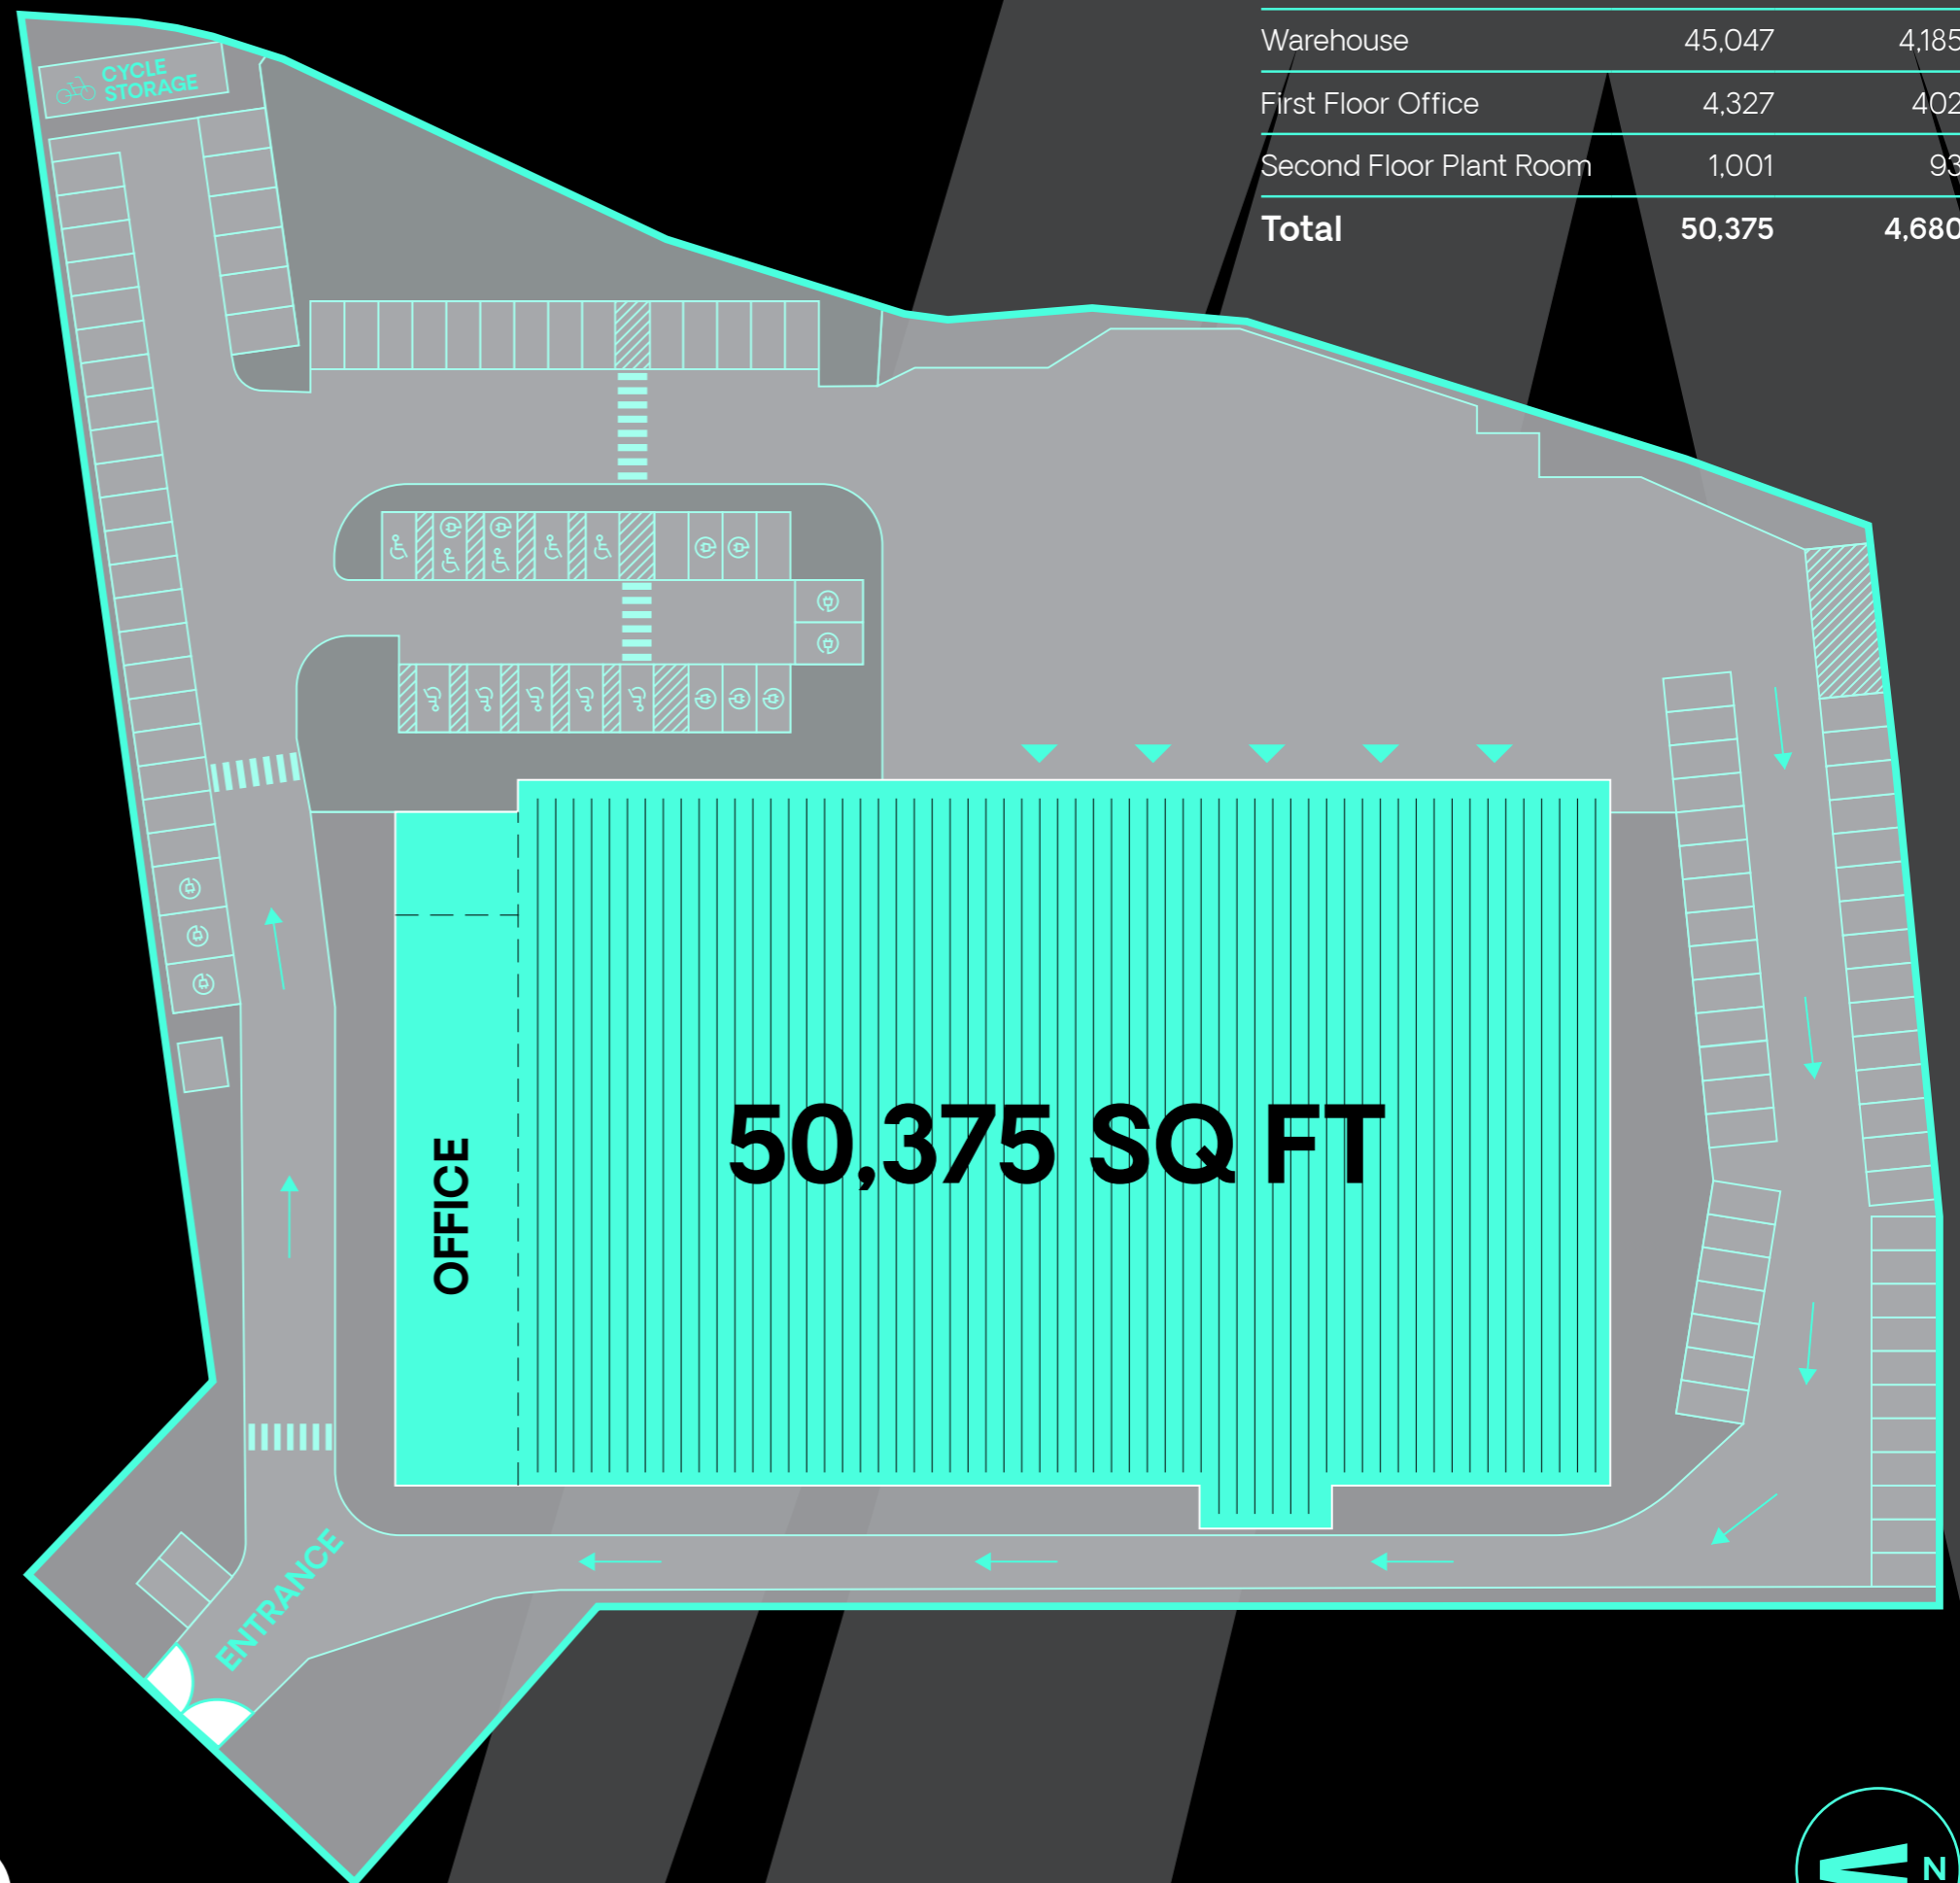 Warehouse 45,047 4,185
First Floor Office 4,327 402
Second Floor Plant Room 1,001 93
Total 50,375 4,680
CYCLE
STORAGE
50,375 SQ FT
OFFICE
ENTRANCE
N